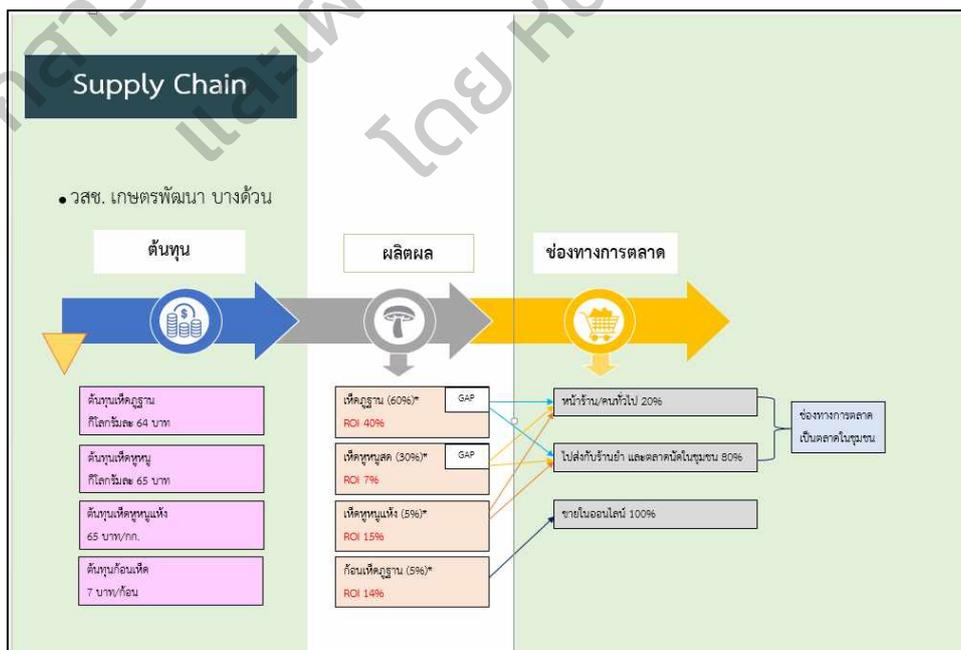 Supply Chain
• วสช. เกษตรพัฒนา บางด้วน
ต้นทุน
ผลิตผล
ช่องทางการตลาด
ต้นทุนเห็ดภูฐาน
กิโลกรัมละ 64 บาท
ต้นทุนเห็ดหูหนู
กิโลกรัมละ 65 บาท
ต้นทุนเห็ดหูหนูแห้ง
65 บาท/กก.
ต้นทุนก้อนเห็ด
7 บาท/ก้อน
เห็ดภูฐาน (60%)*
GAP
ROI 40%
เห็ดหูหนูสด (30%)*
GAP
ROI 7%
เห็ดหูหนูแห้ง (5%)*
ROI 15%
ก้อนเห็ดภูฐาน (5%)*
ROI 14%
หน้าร้าน/คนทั่วไป 20%
ไปส่งกับร้านยำ และตลาดนัดในชุมชน 80%
ขายในออนไลน์ 100%
ช่องทางการตลาด
เป็นตลาดในชุมชน
โดย